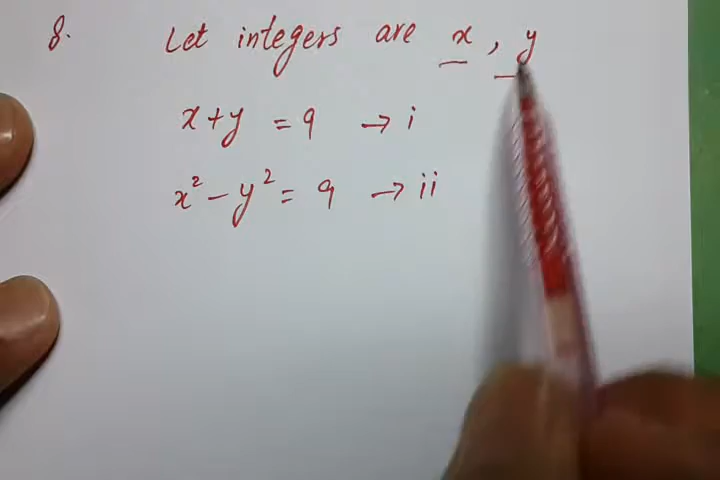 8. Let integers are x, y
x+y = 9 → i
x² - y² = 9 → ii